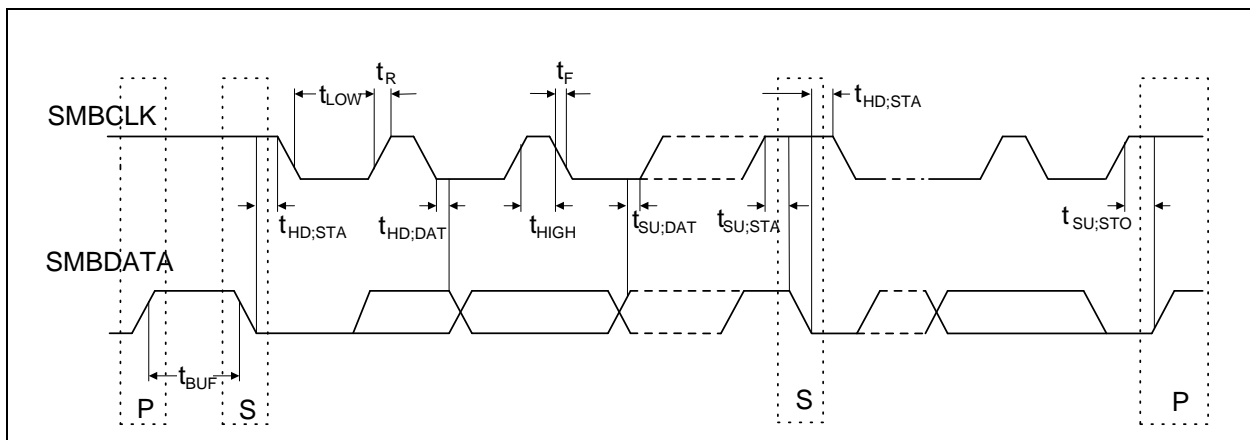 tR
tF
tLOW
tHD;STA
SMBCLK
tHD;STA
tHD;DAT
tHIGH
tSU;DAT
tSU;STA
tSU;STO
SMBDATA
tBUF
P
S
S
P